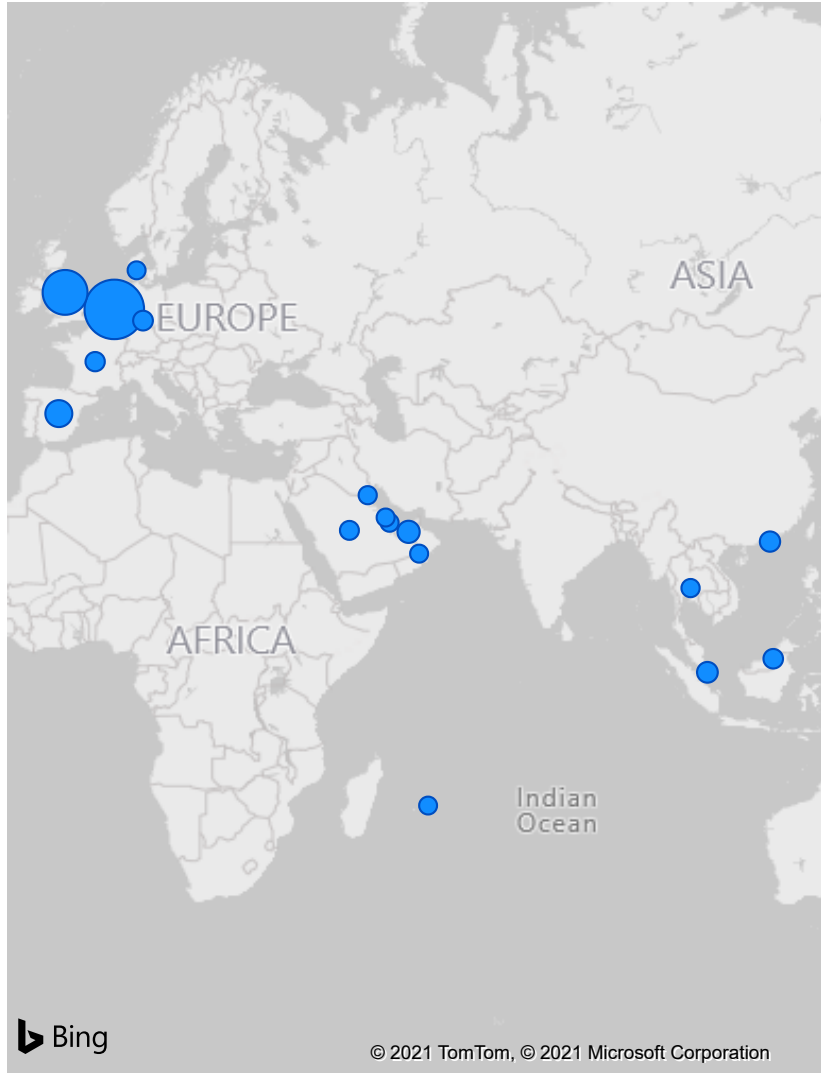 ASIA
EUROPE
AFRICA
Indian
Ocean
Bing
© 2021 TomTom, © 2021 Microsoft Corporation